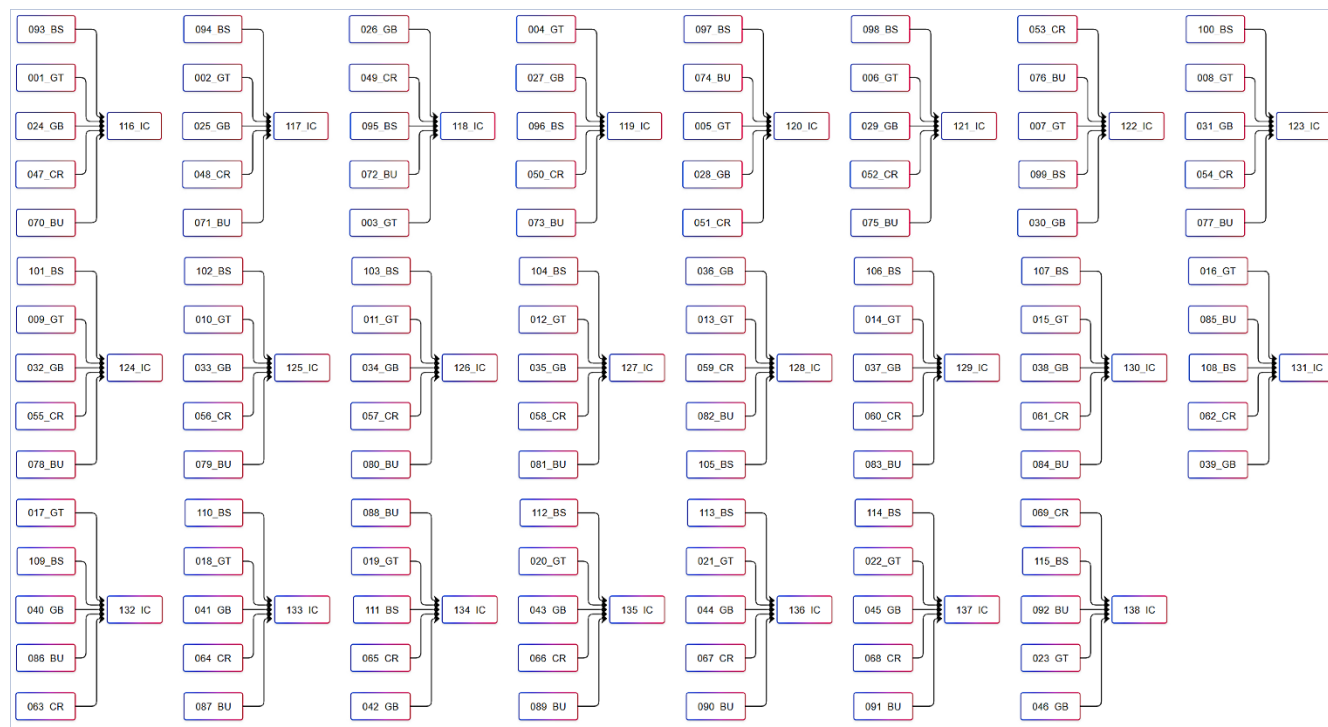 093_BS
001_GT
024_GB
047_CR
070_BU
116_IC
094_BS
002_GT
025_GB
048_CR
071_BU
117_IC
026_GB
049_CR
095_BS
072_BU
003_GT
118_IC
004_GT
027_GB
096_BS
050_CR
073_BU
119_IC
097_BS
074_BU
005_GT
028_GB
051_CR
120_IC
098_BS
006_GT
029_GB
052_CR
075_BU
121_IC
053_CR
076_BU
007_GT
099_BS
030_GB
122_IC
100_BS
008_GT
031_GB
054_CR
077_BU
123_IC
101_BS
009_GT
032_GB
055_CR
078_BU
124_IC
102_BS
010_GT
033_GB
056_CR
079_BU
125_IC
103_BS
011_GT
034_GB
057_CR
080_BU
126_IC
104_BS
012_GT
035_GB
058_CR
081_BU
127_IC
036_GB
013_GT
059_CR
082_BU
105_BS
128_IC
106_BS
014_GT
037_GB
060_CR
083_BU
129_IC
107_BS
015_GT
038_GB
061_CR
084_BU
130_IC
016_GT
085_BU
108_BS
062_CR
039_GB
131_IC
017_GT
109_BS
040_GB
086_BU
063_CR
132_IC
110_BS
018_GT
041_GB
064_CR
087_BU
133_IC
088_BU
019_GT
111_BS
065_CR
042_GB
134_IC
112_BS
020_GT
043_GB
066_CR
089_BU
135_IC
113_BS
021_GT
044_GB
067_CR
090_BU
136_IC
114_BS
022_GT
045_GB
068_CR
091_BU
137_IC
069_CR
115_BS
092_BU
023_GT
046_GB
138_IC